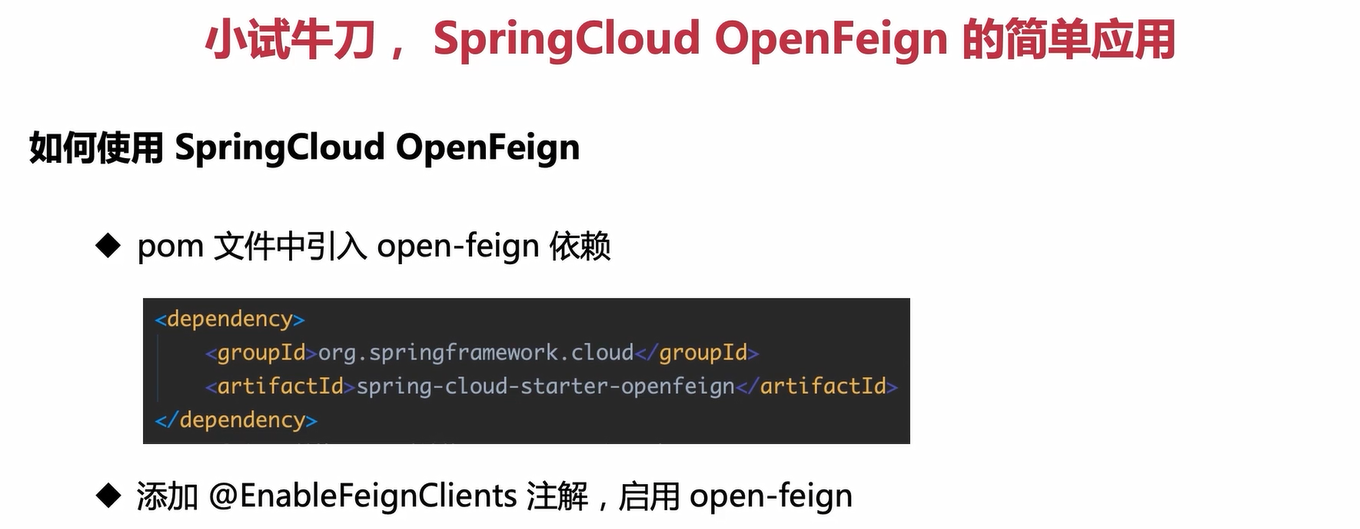 小试牛刀，SpringCloud OpenFeign 的简单应用
如何使用 SpringCloud OpenFeign
◆ pom 文件中引入 open-feign 依赖
<dependency>
    <groupId>org.springframework.cloud</groupId>
    <artifactId>spring-cloud-starter-openfeign</artifactId>
</dependency>
◆ 添加 @EnableFeignClients 注解，启用 open-feign